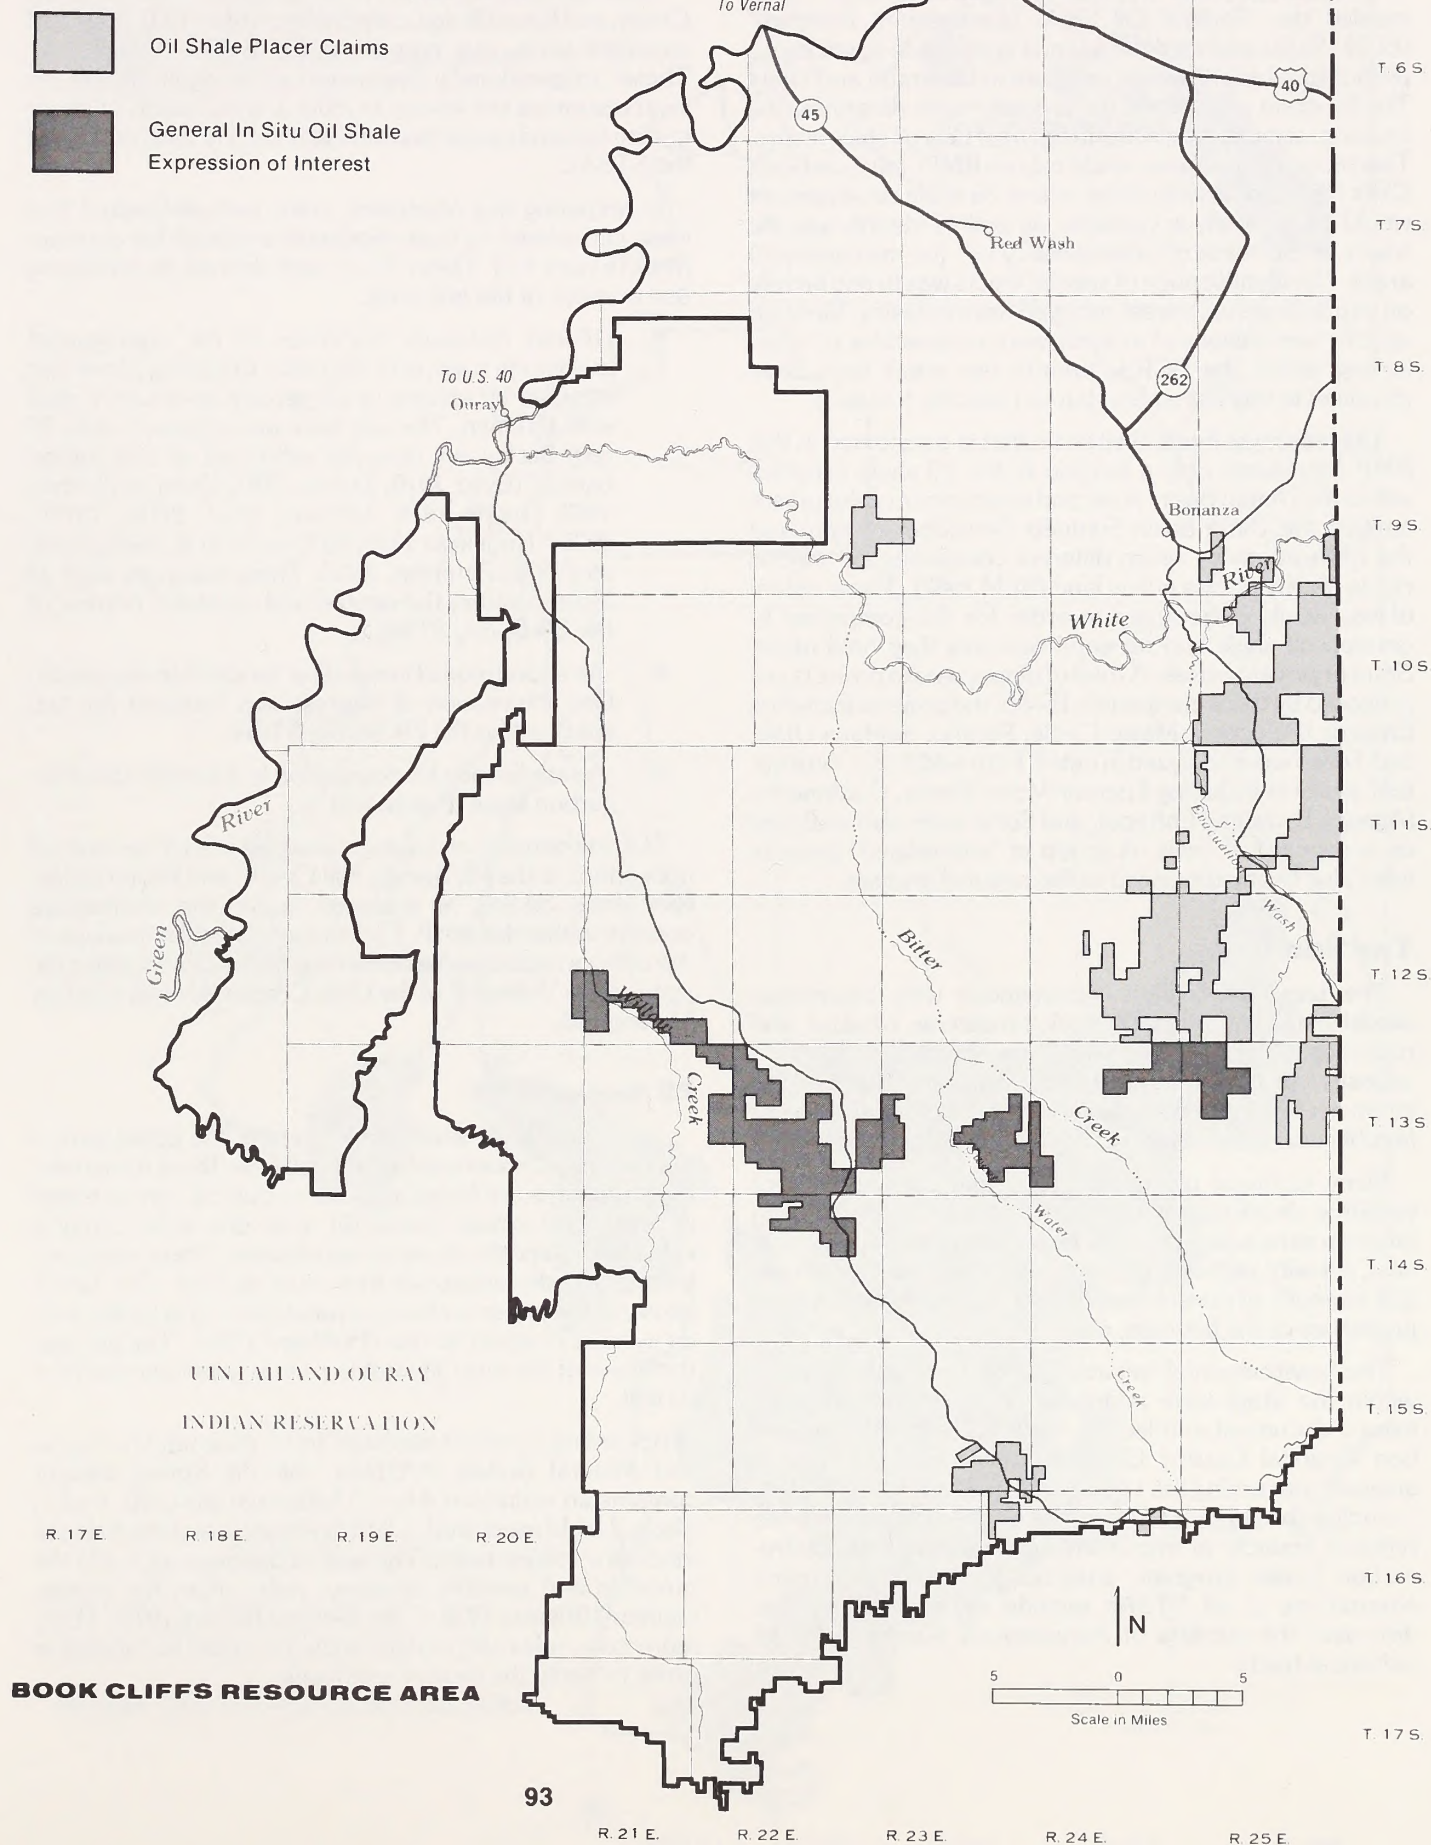 To Vernal
Oil Shale Placer Claims
General In Situ Oil Shale
Expression of Interest
T. 6 S.
40
45
T. 7 S.
Red Wash
T. 8 S.
262
To U.S. 40
Ouray
Bonanza
T. 9 S.
River
White
T. 10 S.
River
T. 11 S.
Evacuation
Wash
Green
Bitter
T. 12 S.
Willow
Creek
Creek
T. 13 S
Sweet
Water
Creek
T. 14 S.
UINTAH AND OURAY
INDIAN RESERVATION
T. 15 S.
R. 17 E.
R. 18 E.
R. 19 E.
R. 20 E.
T. 16 S.
N
BOOK CLIFFS RESOURCE AREA
5 0 5
Scale in Miles
T. 17 S.
93
R. 21 E.
R. 22 E.
R. 23 E.
R. 24 E.
R. 25 E.